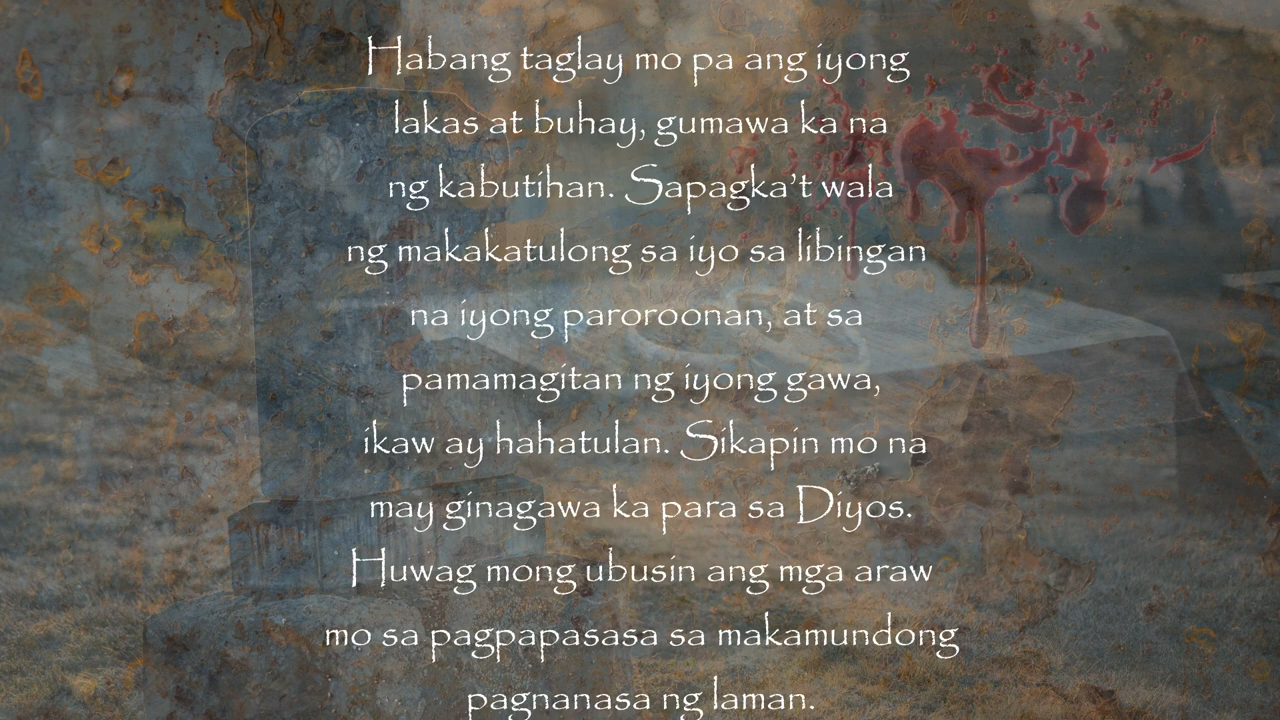 Habang taglay mo pa ang iyong
lakas at buhay, gumawa ka na
ng kabutihan. Sapagka’t wala
ng makakatulong sa iyo sa libingan
na iyong paroroonan, at sa
pamamagitan ng iyong gawa,
ikaw ay hahatulan. Sikapin mo na
may ginagawa ka para sa Diyos.
Huwag mong ubusin ang mga araw
mo sa pagpapasasa sa makamundong
pagnanasa ng laman.